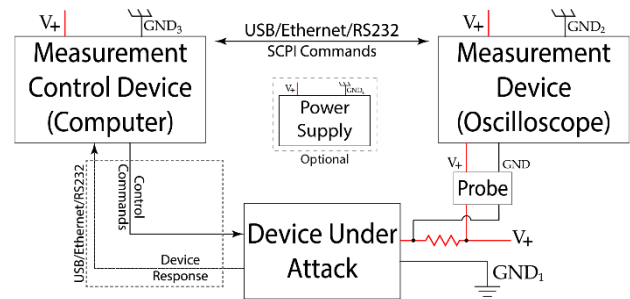 V+
GND3
USB/Ethernet/RS232
SCPI Commands
V+
GND2
Measurement
Control Device
(Computer)
Measurement
Device
(Oscilloscope)
V+
GND1
Power
Supply
Optional
V+
GND
Probe
USB/Ethernet/RS232
Control
Commands
Device
Response
Device Under
Attack
V+
GND1